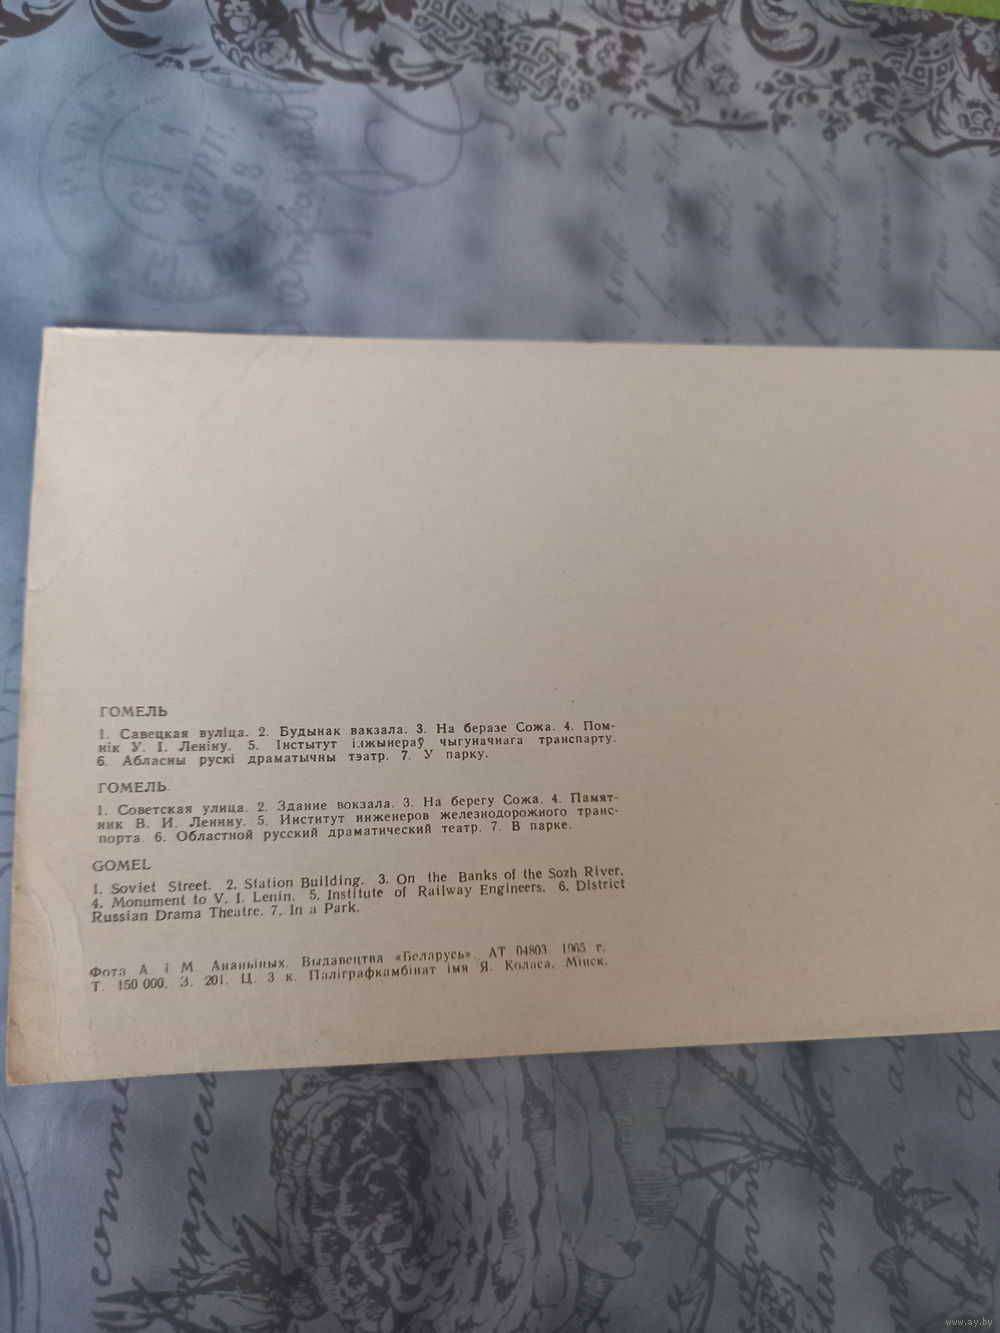 ГОМЕЛЬ
1. Савецкая вуліца. 2. Будынак вакзала. 3. На беразе Сожа. 4. Пом-
нік У. І. Леніну. 5. Інстытут інжынераў чыгуначнага транспарту.
6. Абласны рускі драматычны тэатр. 7. У парку.
ГОМЕЛЬ
1. Советская улица. 2. Здание вокзала. 3. На берегу Сожа. 4. Памят-
ник В. И. Ленину. 5. Институт инженеров железнодорожного транс-
порта. 6. Областной русский драматический театр. 7. В парке.
GOMEL
1. Soviet Street. 2. Station Building. 3. On the Banks of the Sozh River.
4. Monument to V. I. Lenin. 5. Institute of Railway Engineers. 6. District
Russian Drama Theatre. 7. In a Park.
Фота А. і М. Ананьіных. Выдавецтва «Беларусь». АТ 04803. 1965 г.
Т. 150 000. З. 201. Ц. 3 к. Паліграфкамбінат імя Я. Коласа, Мінск.
www.ay.by